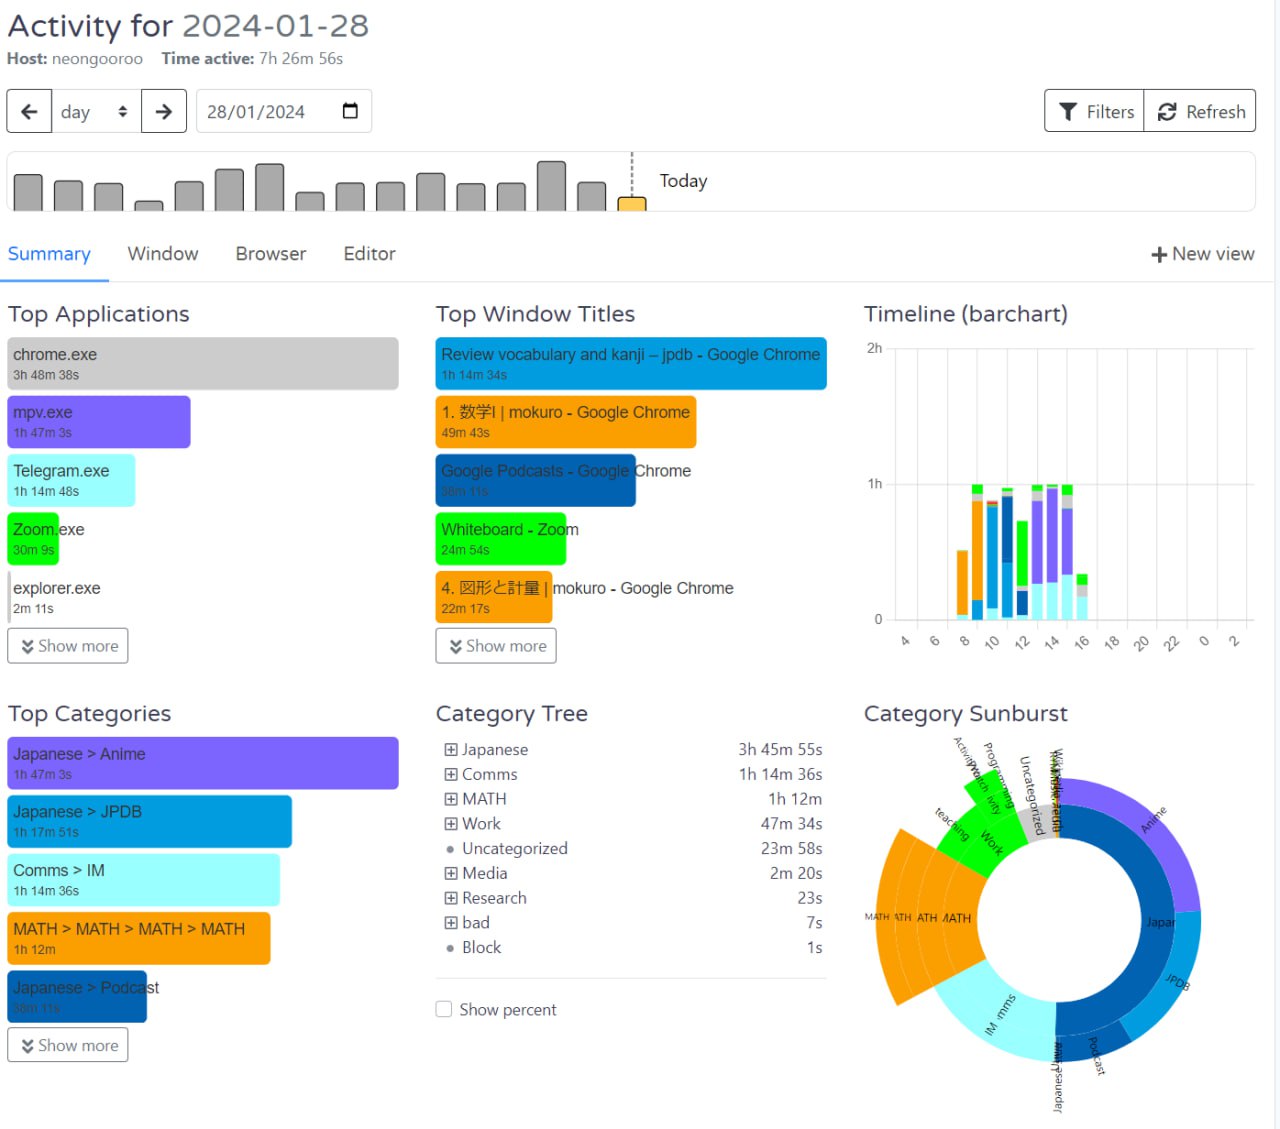 Activity for 2024-01-28
Host: neongooroo Time active: 7h 26m 56s
day
28/01/2024
Filters
Refresh
Today
Summary
Window
Browser
Editor
New view
Top Applications
chrome.exe
3h 48m 38s
mpv.exe
1h 47m 3s
Telegram.exe
1h 14m 48s
Zoom.exe
30m 9s
explorer.exe
2m 11s
Show more
Top Window Titles
Review vocabulary and kanji – jpdb - Google Chrome
1h 14m 34s
1. 数学I | mokuro - Google Chrome
49m 43s
Google Podcasts - Google Chrome
38m 11s
Whiteboard - Zoom
24m 54s
4. 図形と計量 | mokuro - Google Chrome
22m 17s
Show more
Timeline (barchart)
2h
1h
0
4 6 8 10 12 14 16 18 20 22 0 2
Top Categories
Japanese > Anime
1h 47m 3s
Japanese > JPDB
1h 17m 51s
Comms > IM
1h 14m 36s
MATH > MATH > MATH > MATH
1h 12m
Japanese > Podcast
38m 11s
Show more
Category Tree
Japanese 3h 45m 55s
Comms 1h 14m 36s
MATH 1h 12m
Work 47m 34s
Uncategorized 23m 58s
Media 2m 20s
Research 23s
bad 7s
Block 1s
Show percent
Category Sunburst
Programming
Uncategorized
Anime
teaching
Work
MATH
ATH
ATH
MATH
Japan
JPDB
IM
mms
Podcast
Japanese